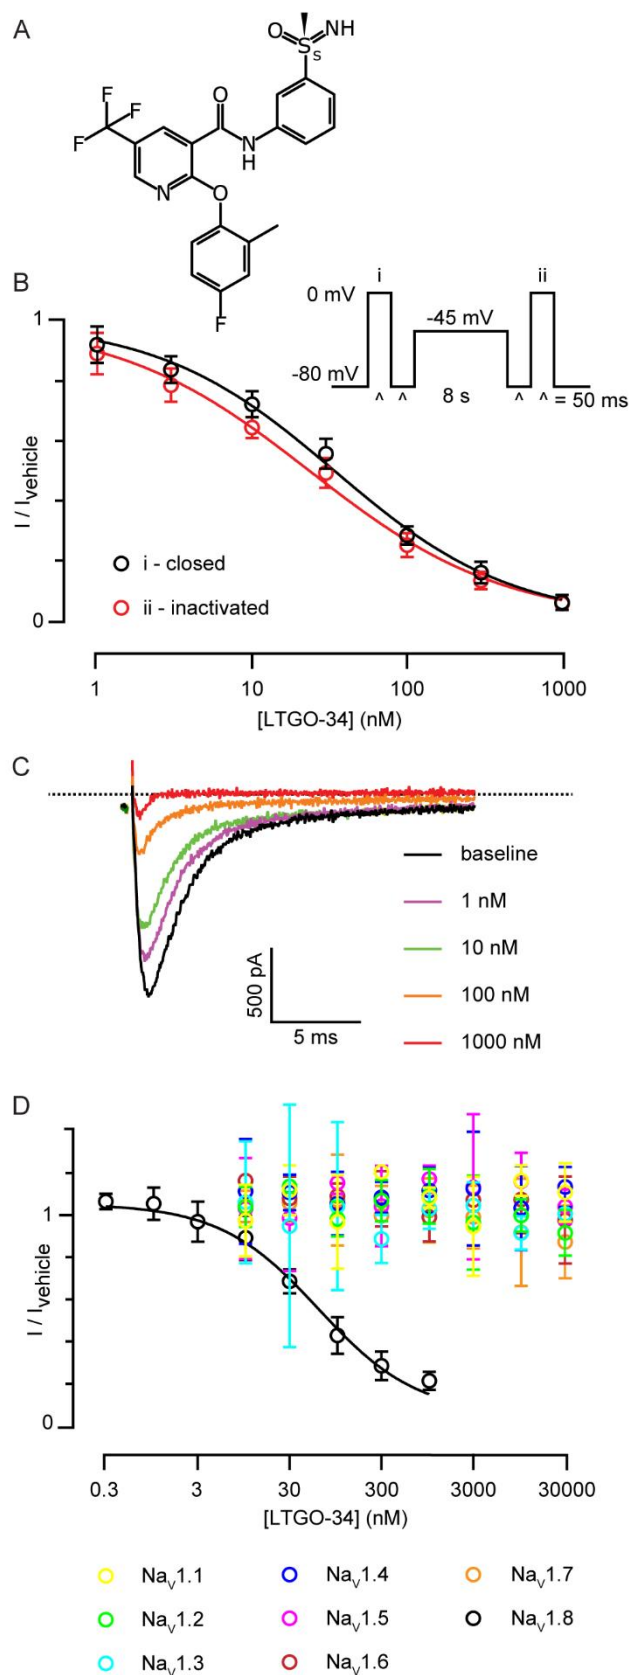 A
O
S
NH
S
F
F
F
O
N
H
N
O
F
B
i
ii
0 mV
-45 mV
-80 mV
^ ^ 8 s ^ ^ = 50 ms
1
I / Ivehicle
i - closed
ii - inactivated
0
1 10 100 1000
[LTGO-34] (nM)
C
baseline
1 nM
10 nM
100 nM
1000 nM
500 pA
5 ms
D
1
I / Ivehicle
0
0.3 3 30 300 3000 30000
[LTGO-34] (nM)
NaV1.1 NaV1.4 NaV1.7
NaV1.2 NaV1.5 NaV1.8
NaV1.3 NaV1.6